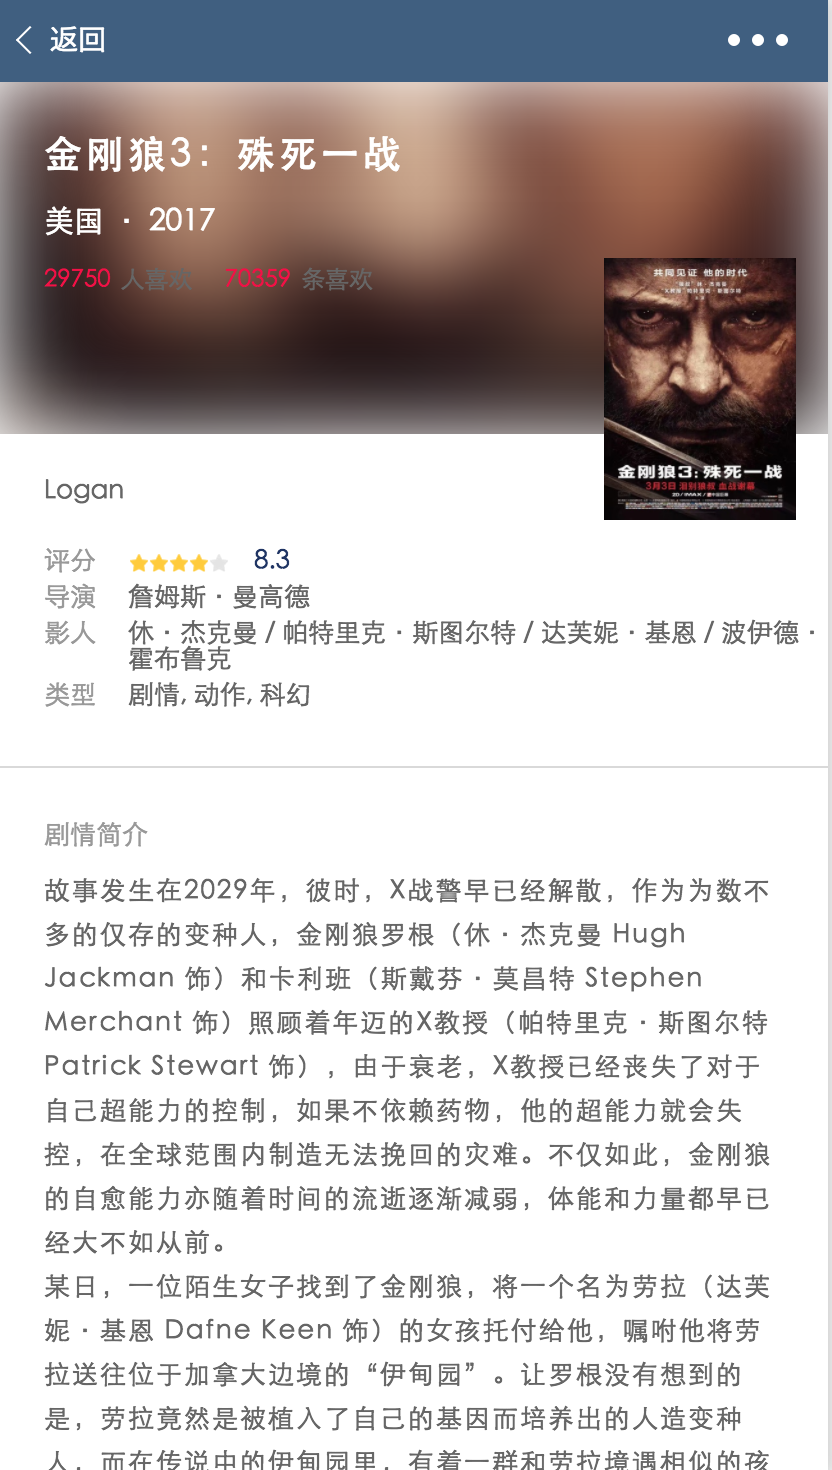 返回
金刚狼3：殊死一战
美国 · 2017
29750 人喜欢 70359 条喜欢
共同见证 他的时代
金刚狼3:殊死一战
3月3日 泪别狼叔 血战谢幕
Logan
评分 8.3
导演 詹姆斯·曼高德
影人 休·杰克曼 / 帕特里克·斯图尔特 / 达芙妮·基恩 / 波伊德·
霍布鲁克
类型 剧情, 动作, 科幻
剧情简介
故事发生在2029年，彼时，X战警早已经解散，作为为数不
多的仅存的变种人，金刚狼罗根（休·杰克曼 Hugh
Jackman 饰）和卡利班（斯戴芬·莫昌特 Stephen
Merchant 饰）照顾着年迈的X教授（帕特里克·斯图尔特
Patrick Stewart 饰），由于衰老，X教授已经丧失了对于
自己超能力的控制，如果不依赖药物，他的超能力就会失
控，在全球范围内制造无法挽回的灾难。不仅如此，金刚狼
的自愈能力亦随着时间的流逝逐渐减弱，体能和力量都早已
经大不如从前。
某日，一位陌生女子找到了金刚狼，将一个名为劳拉（达芙
妮·基恩 Dafne Keen 饰）的女孩托付给他，嘱咐他将劳
拉送往位于加拿大边境的“伊甸园”。让罗根没有想到的
是，劳拉竟然是被植入了自己的基因而培养出的人造变种
人，而在传说中的伊甸园里，有着一群和劳拉境遇相似的孩